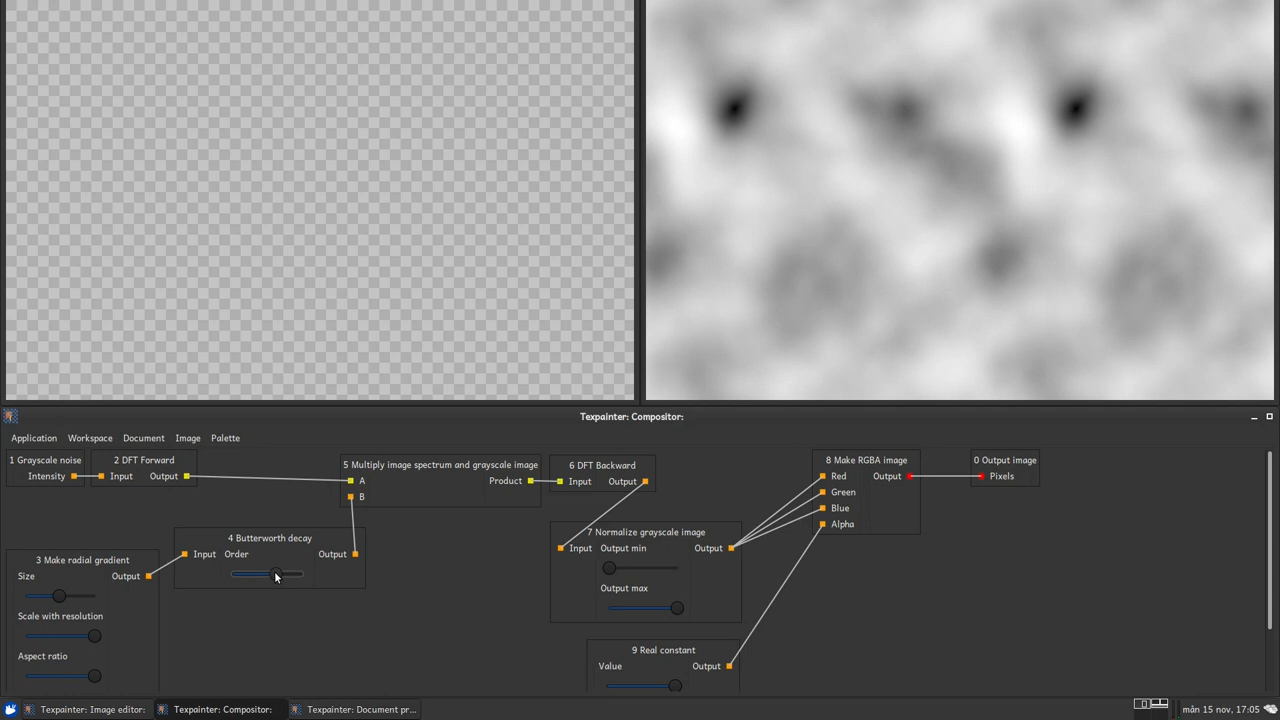 Texpainter: Compositor:
Application Workspace Document Image Palette
1 Grayscale noise
Intensity
2 DFT Forward
Input Output
5 Multiply image spectrum and grayscale image
A Product
B
6 DFT Backward
Input Output
8 Make RGBA image
Red Output
Green
Blue
Alpha
0 Output image
Pixels
4 Butterworth decay
Input Order Output
7 Normalize grayscale image
Input Output min Output
Output max
3 Make radial gradient
Size Output
Scale with resolution
Aspect ratio
9 Real constant
Value Output
Texpainter: Image editor: Texpainter: Compositor: Texpainter: Document pr... mån 15 nov, 17:05